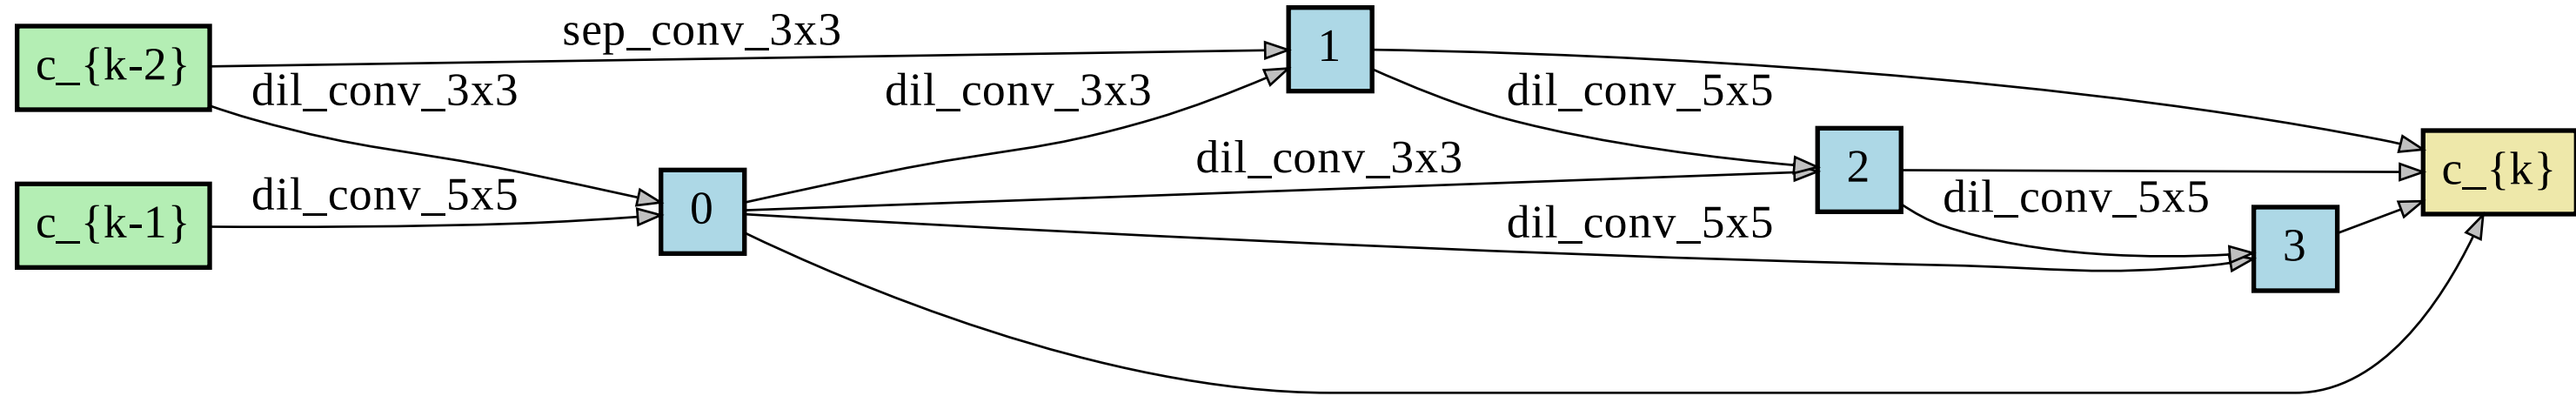 sep_conv_3x3
1
c_{k-2}
dil_conv_3x3
dil_conv_3x3
dil_conv_5x5
dil_conv_3x3
2
c_{k}
c_{k-1}
dil_conv_5x5
0
dil_conv_5x5
dil_conv_5x5
3